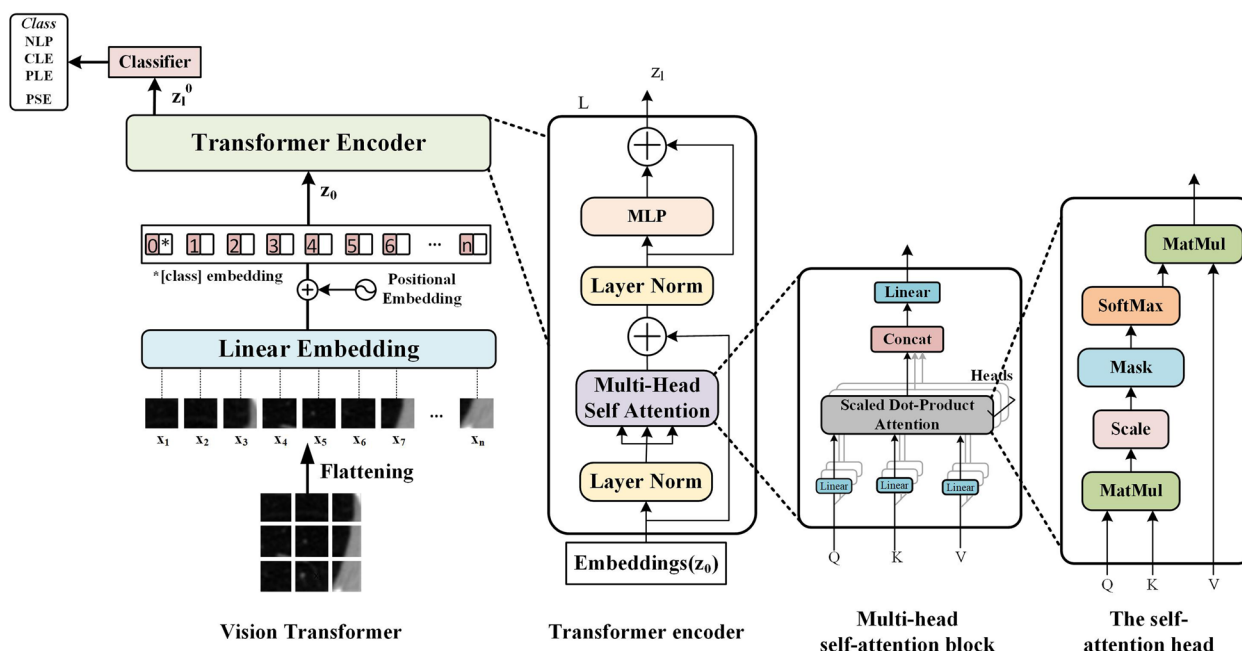 Class
NLP
CLE
PLE
PSE
Classifier
z_l^0
Transformer Encoder
z_0
0* 1 2 3 4 5 6 ... n
*[class] embedding
Positional
Embedding
Linear Embedding
x_1 x_2 x_3 x_4 x_5 x_6 x_7 ... x_n
Flattening
Vision Transformer
z_l
L
MLP
Layer Norm
Multi-Head
Self Attention
Layer Norm
Embeddings(z_0)
Transformer encoder
Linear
Concat
Heads
Scaled Dot-Product
Attention
Linear Linear Linear
Q K V
Multi-head
self-attention block
MatMul
SoftMax
Mask
Scale
MatMul
Q K V
The self-
attention head